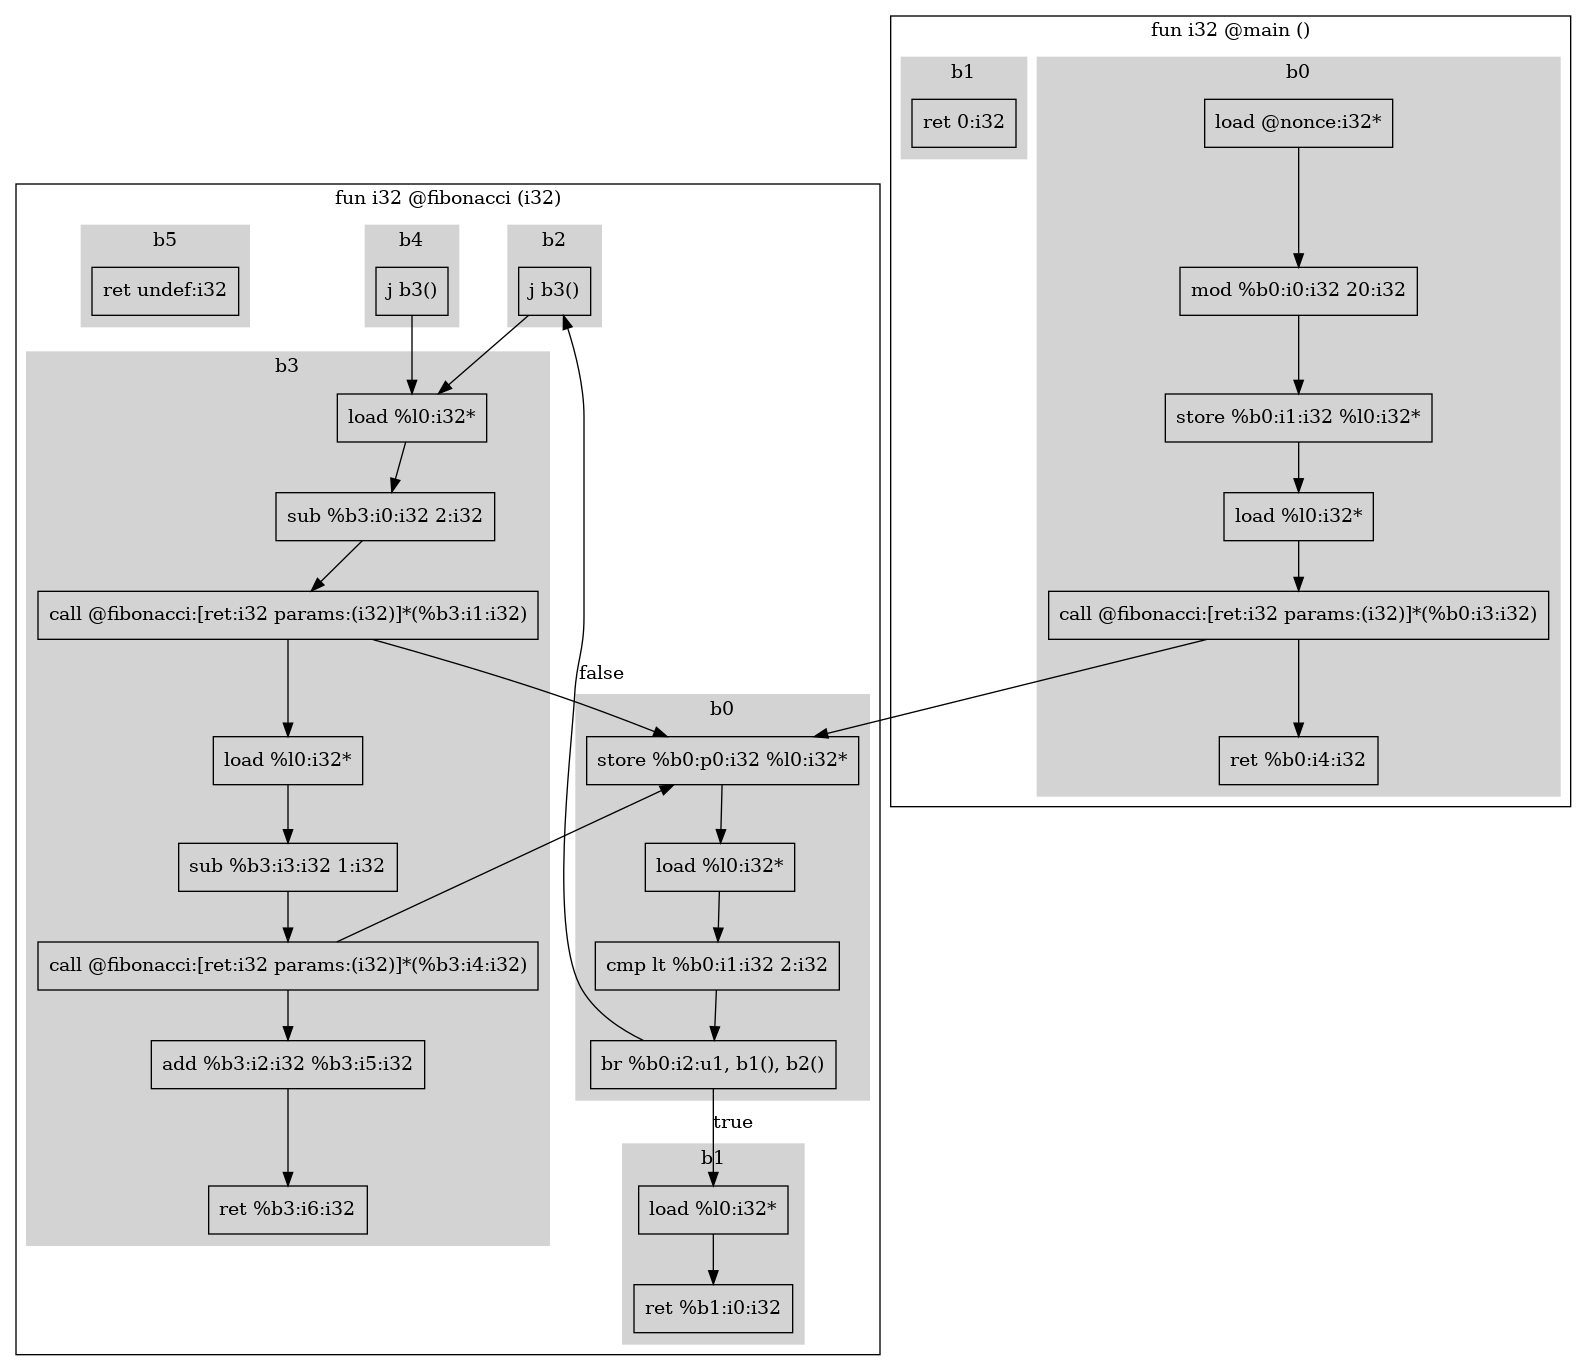 fun i32 @main ()
b1
ret 0:i32
b0
load @nonce:i32*
mod %b0:i0:i32 20:i32
store %b0:i1:i32 %l0:i32*
load %l0:i32*
call @fibonacci:[ret:i32 params:(i32)]*(%b0:i3:i32)
ret %b0:i4:i32
fun i32 @fibonacci (i32)
b5
ret undef:i32
b4
j b3()
b2
j b3()
b3
load %l0:i32*
sub %b3:i0:i32 2:i32
call @fibonacci:[ret:i32 params:(i32)]*(%b3:i1:i32)
load %l0:i32*
sub %b3:i3:i32 1:i32
call @fibonacci:[ret:i32 params:(i32)]*(%b3:i4:i32)
add %b3:i2:i32 %b3:i5:i32
ret %b3:i6:i32
false
b0
store %b0:p0:i32 %l0:i32*
load %l0:i32*
cmp lt %b0:i1:i32 2:i32
br %b0:i2:u1, b1(), b2()
true
b1
load %l0:i32*
ret %b1:i0:i32